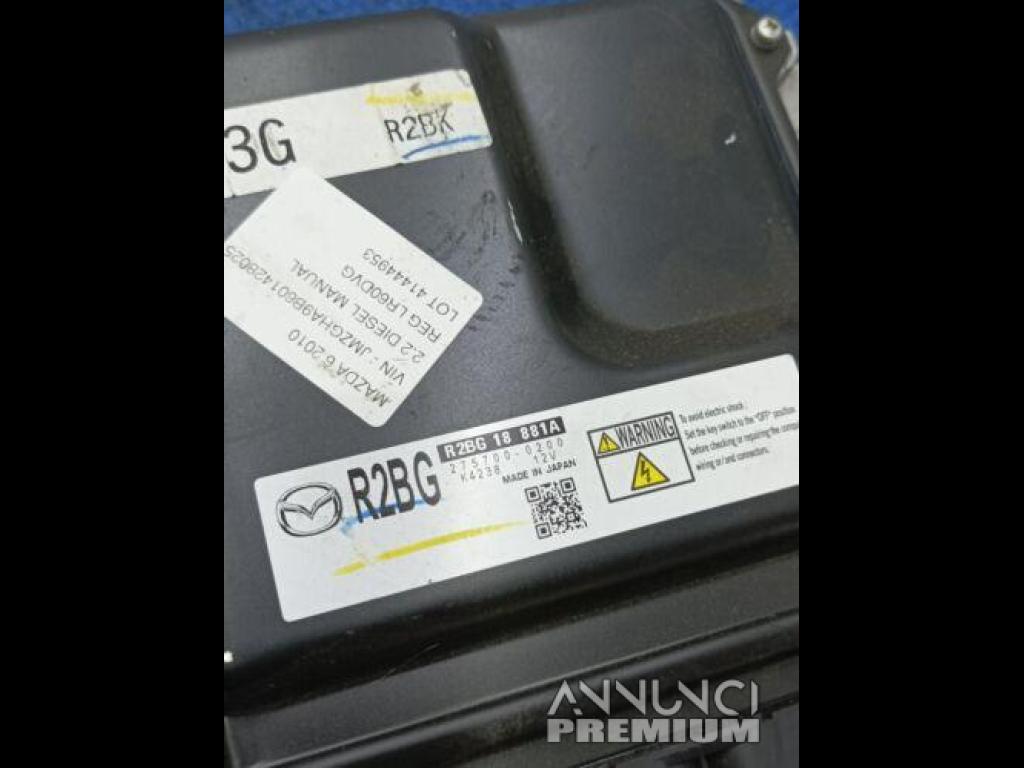 3G
R2BK
MAZDA 6 2010
VIN :- JMZGHA9B601428025
2.2 DIESEL MANUAL
REG LR60DVG
LOT 41444953
R2BG
R2BG 18 881A
275700-0200
K4238 12V
MADE IN JAPAN
WARNING
To avoid electric shock :
Set the key switch to the "OFF" position
before checking or repairing the compo
wiring or/and connectors.
ANNUNCI
PREMIUM